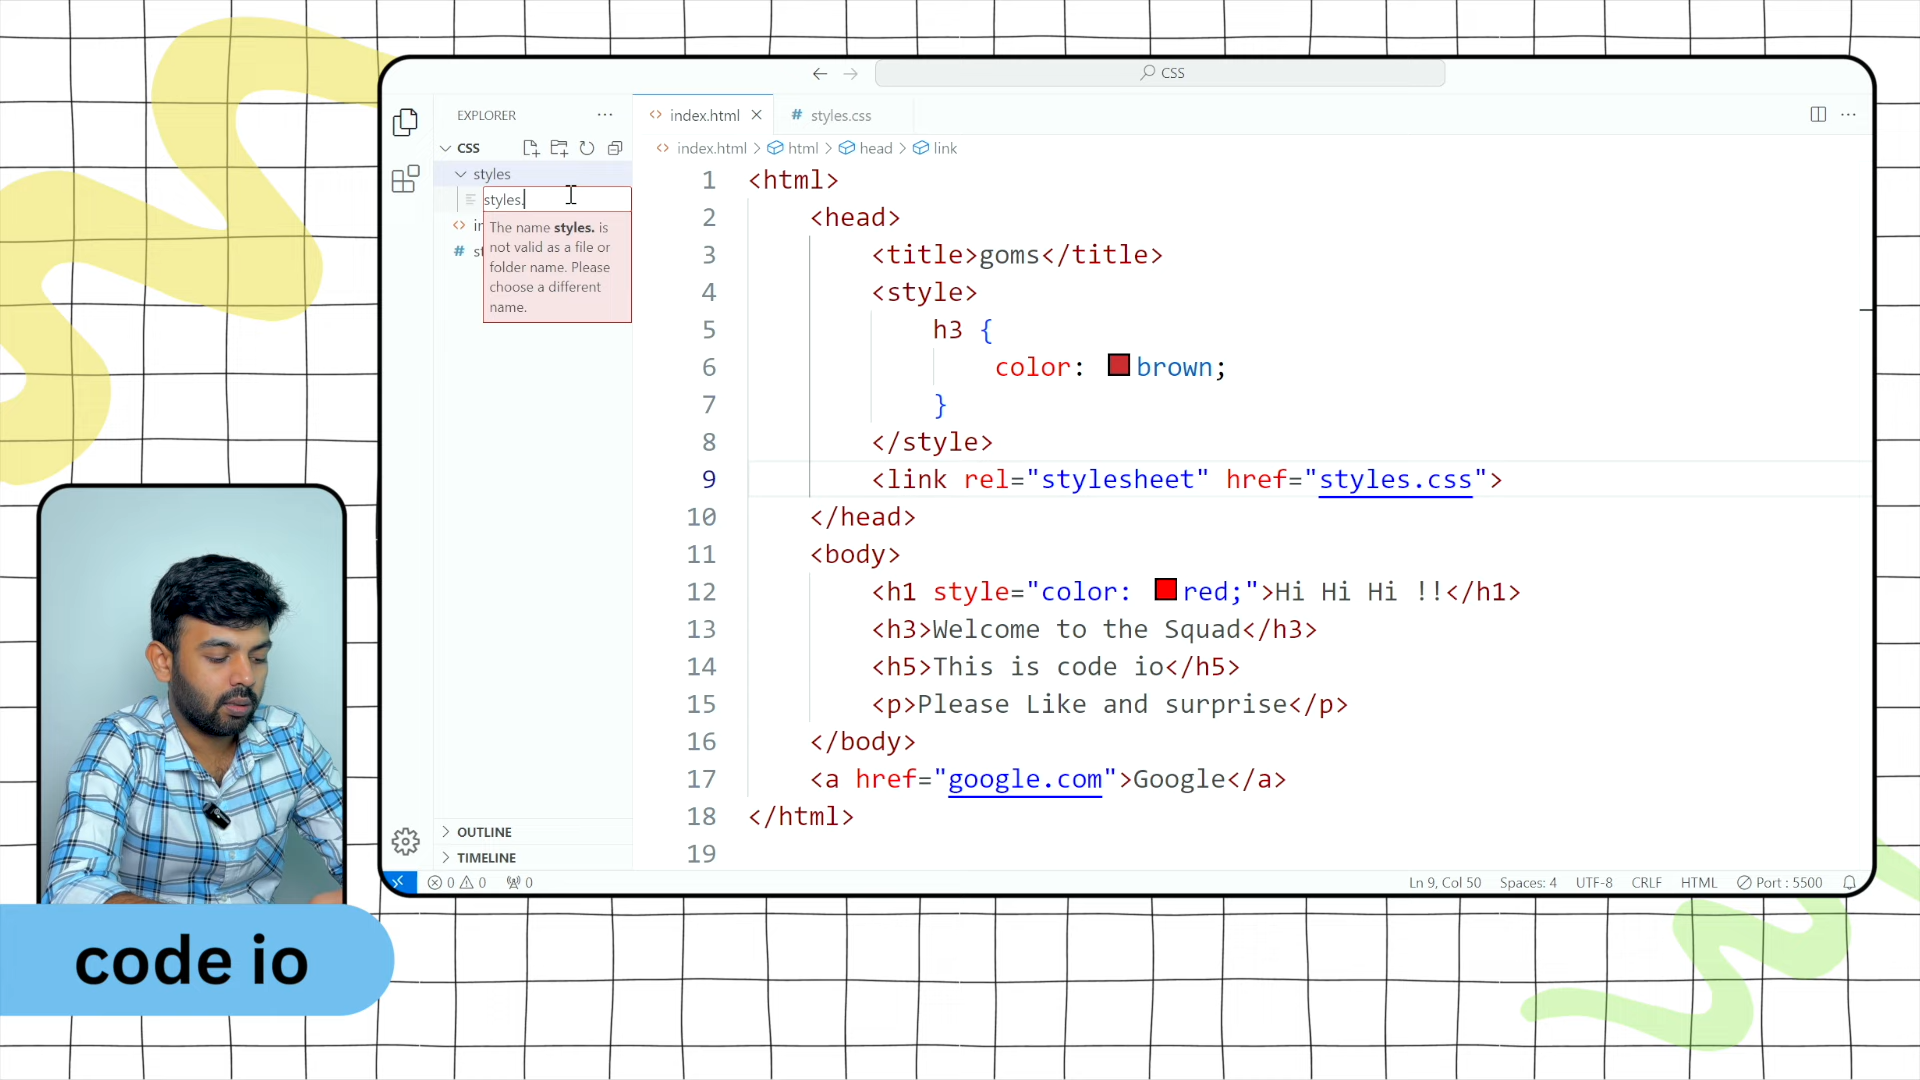 CSS
EXPLORER
index.html
# styles.css
CSS
index.html > html > head > link
styles
styles.
in
# st
The name styles. is
not valid as a file or
folder name. Please
choose a different
name.
1 <html>
2 <head>
3 <title>goms</title>
4 <style>
5 h3 {
6 color: brown;
7 }
8 </style>
9 <link rel="stylesheet" href="styles.css">
10 </head>
11 <body>
12 <h1 style="color: red;">Hi Hi Hi !!</h1>
13 <h3>Welcome to the Squad</h3>
14 <h5>This is code io</h5>
15 <p>Please Like and surprise</p>
16 </body>
17 <a href="google.com">Google</a>
18 </html>
19
OUTLINE
TIMELINE
0 0 0
Ln 9, Col 50 Spaces: 4 UTF-8 CRLF HTML Port : 5500
code io